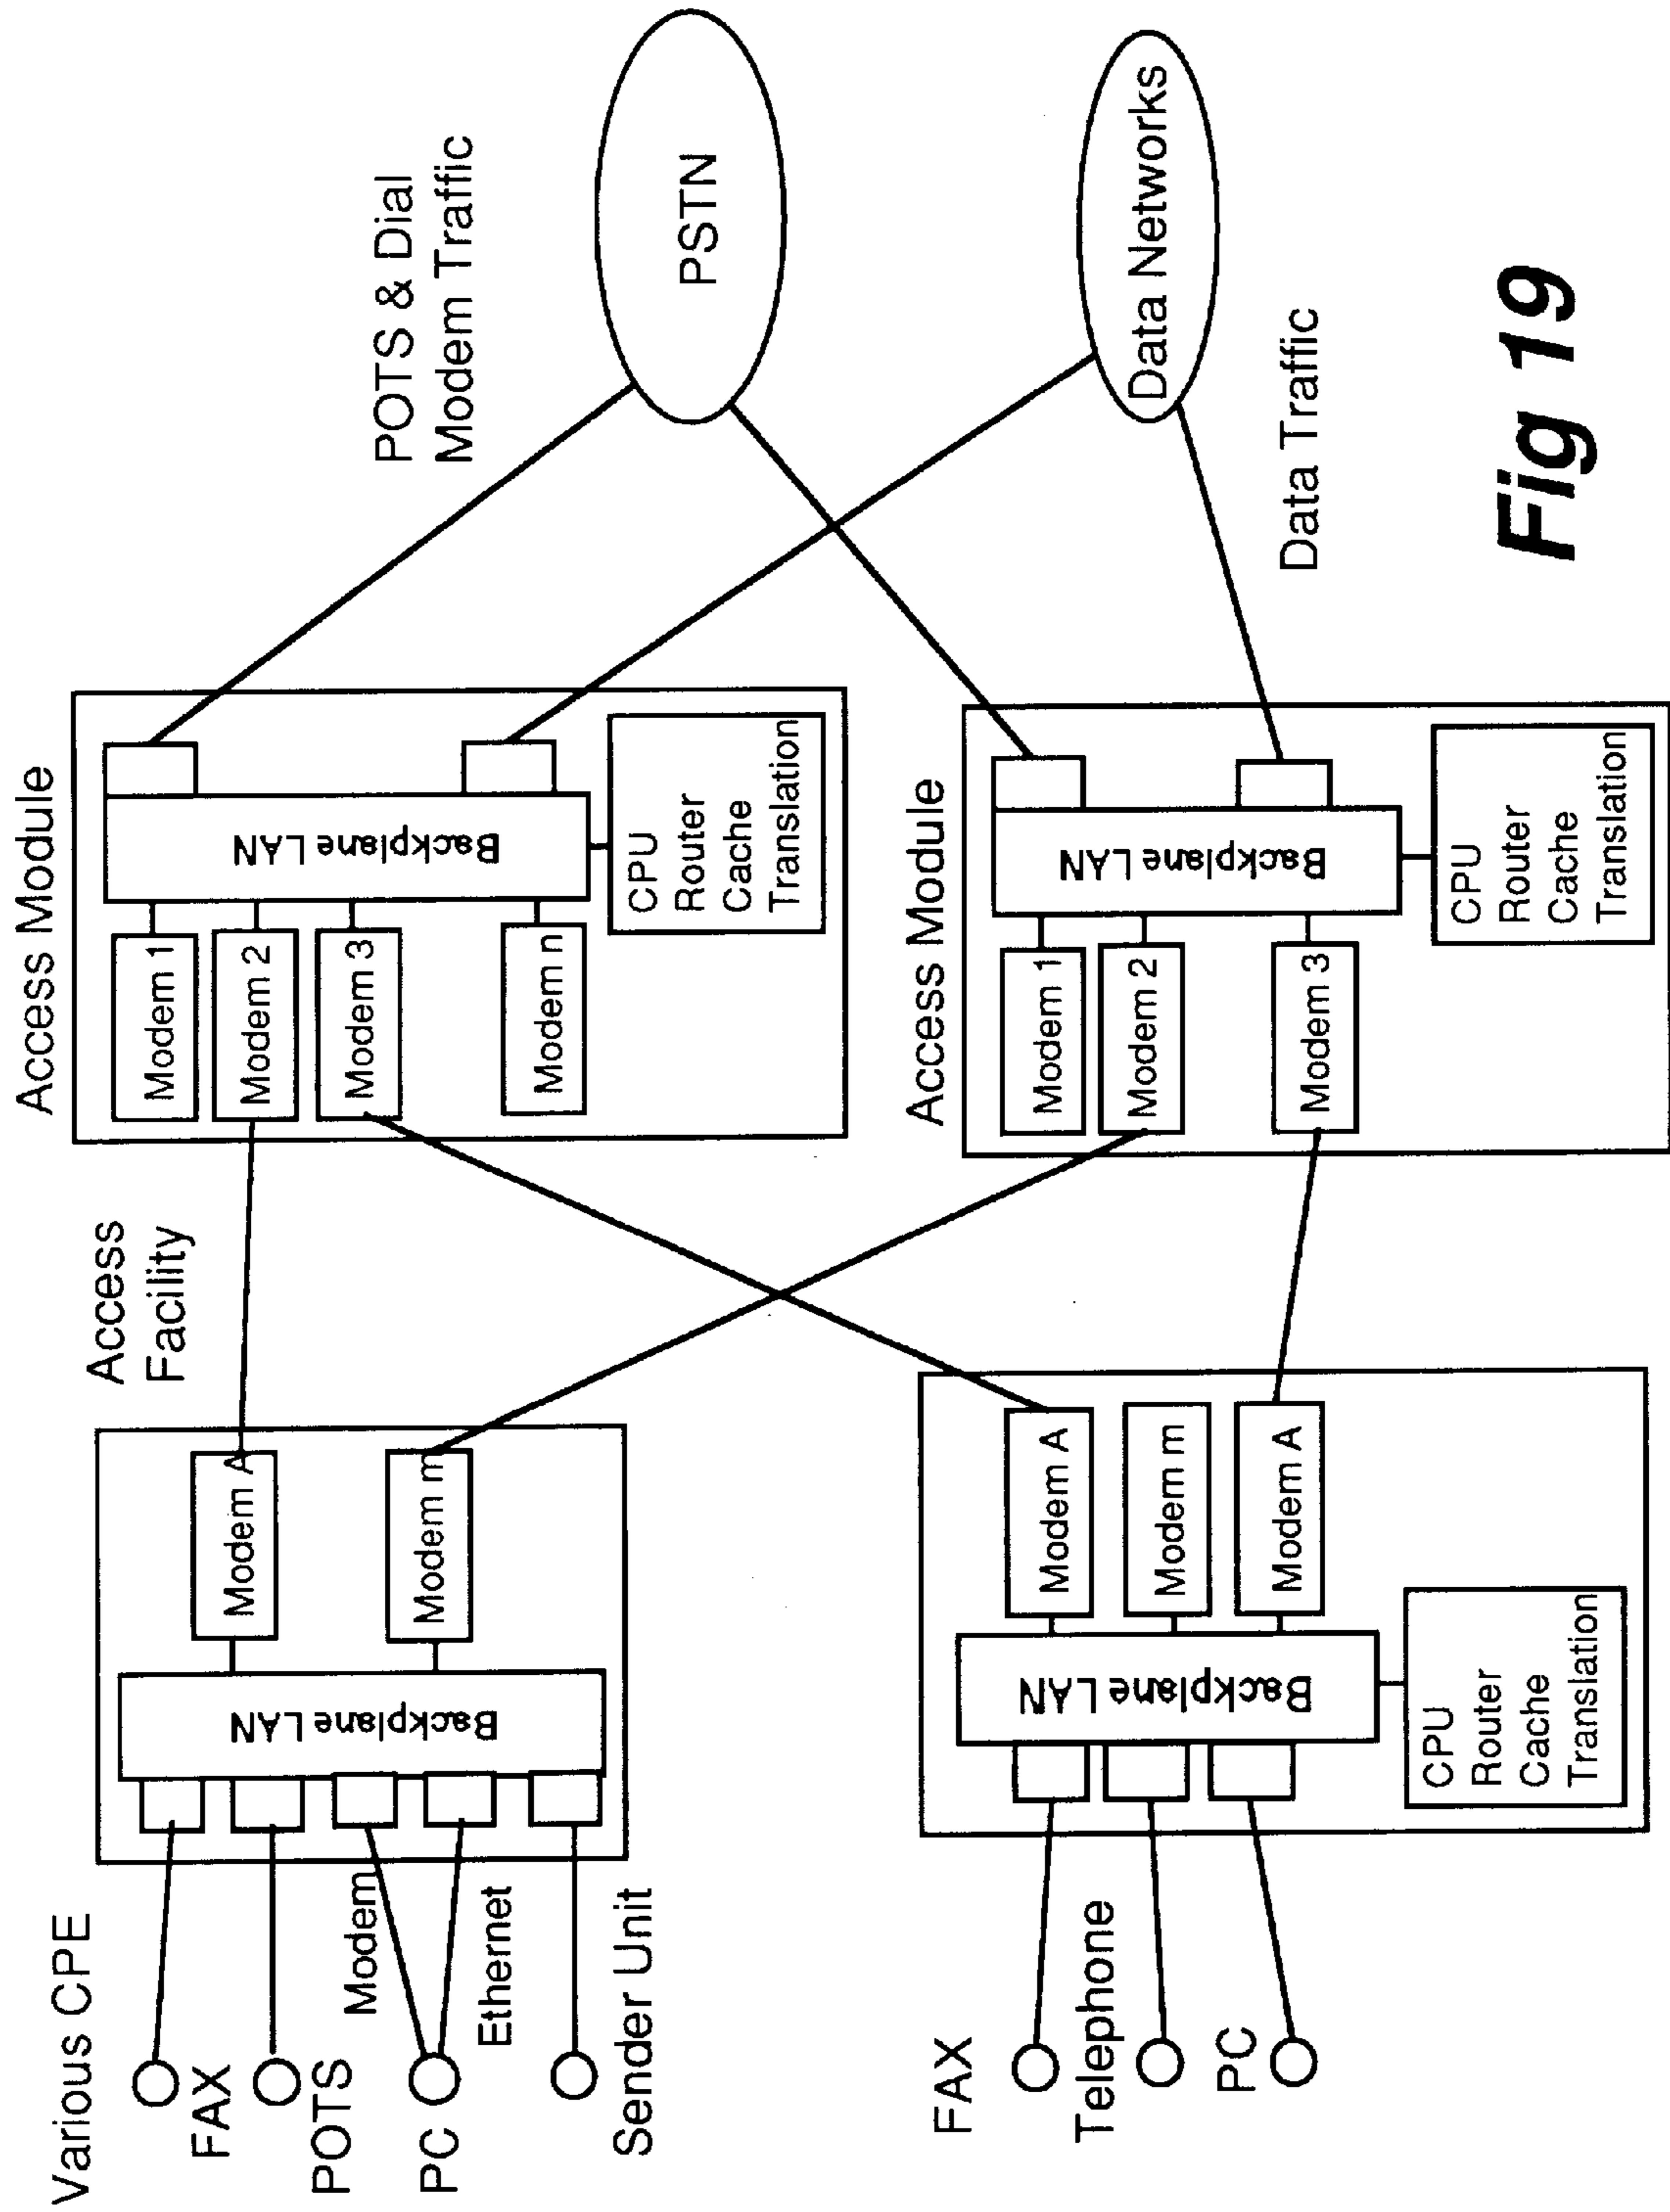 Various CPE
FAX
POTS
PC
Modem
Ethernet
Sender Unit
Backplane LAN
Modem A
Modem m
Access
Facility
Access Module
Modem 1
Modem 2
Modem 3
Modem n
Backplane LAN
CPU
Router
Cache
Translation
POTS & Dial
Modem Traffic
PSTN
FAX
Telephone
PC
Backplane LAN
Modem A
Modem m
Modem A
CPU
Router
Cache
Translation
Access Module
Modem 1
Modem 2
Modem 3
Backplane LAN
CPU
Router
Cache
Translation
Data Networks
Data Traffic
Fig 19